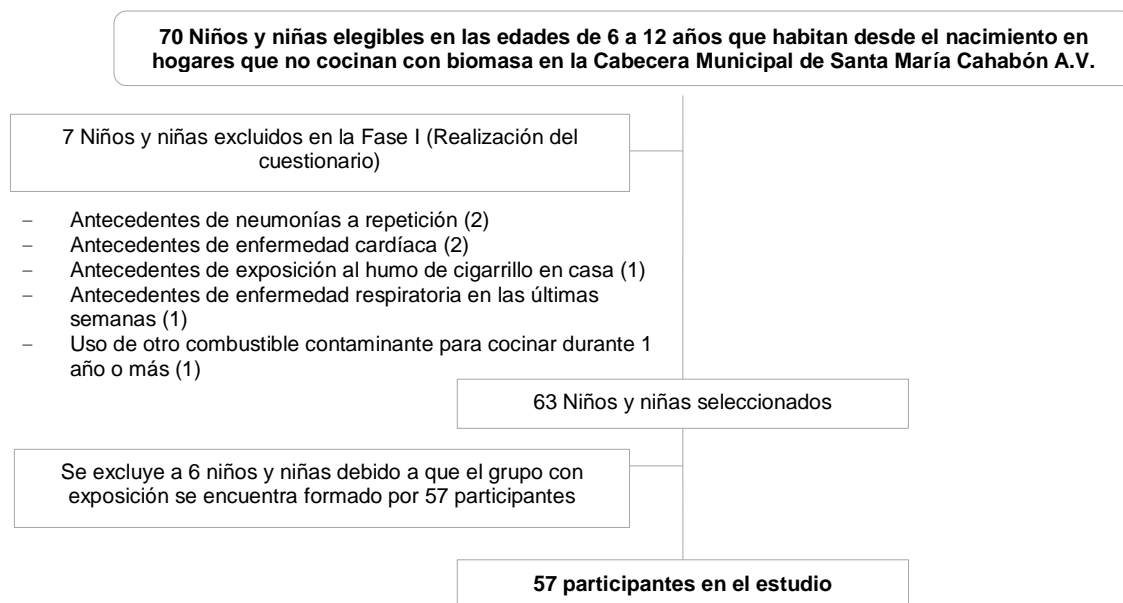 70 Niños y niñas elegibles en las edades de 6 a 12 años que habitan desde el nacimiento en
hogares que no cocinan con biomasa en la Cabecera Municipal de Santa María Cahabón A.V.
7 Niños y niñas excluidos en la Fase I (Realización del
cuestionario)
− Antecedentes de neumonías a repetición (2)
− Antecedentes de enfermedad cardíaca (2)
− Antecedentes de exposición al humo de cigarrillo en casa (1)
− Antecedentes de enfermedad respiratoria en las últimas
semanas (1)
− Uso de otro combustible contaminante para cocinar durante 1
año o más (1)
63 Niños y niñas seleccionados
Se excluye a 6 niños y niñas debido a que el grupo con
exposición se encuentra formado por 57 participantes
57 participantes en el estudio